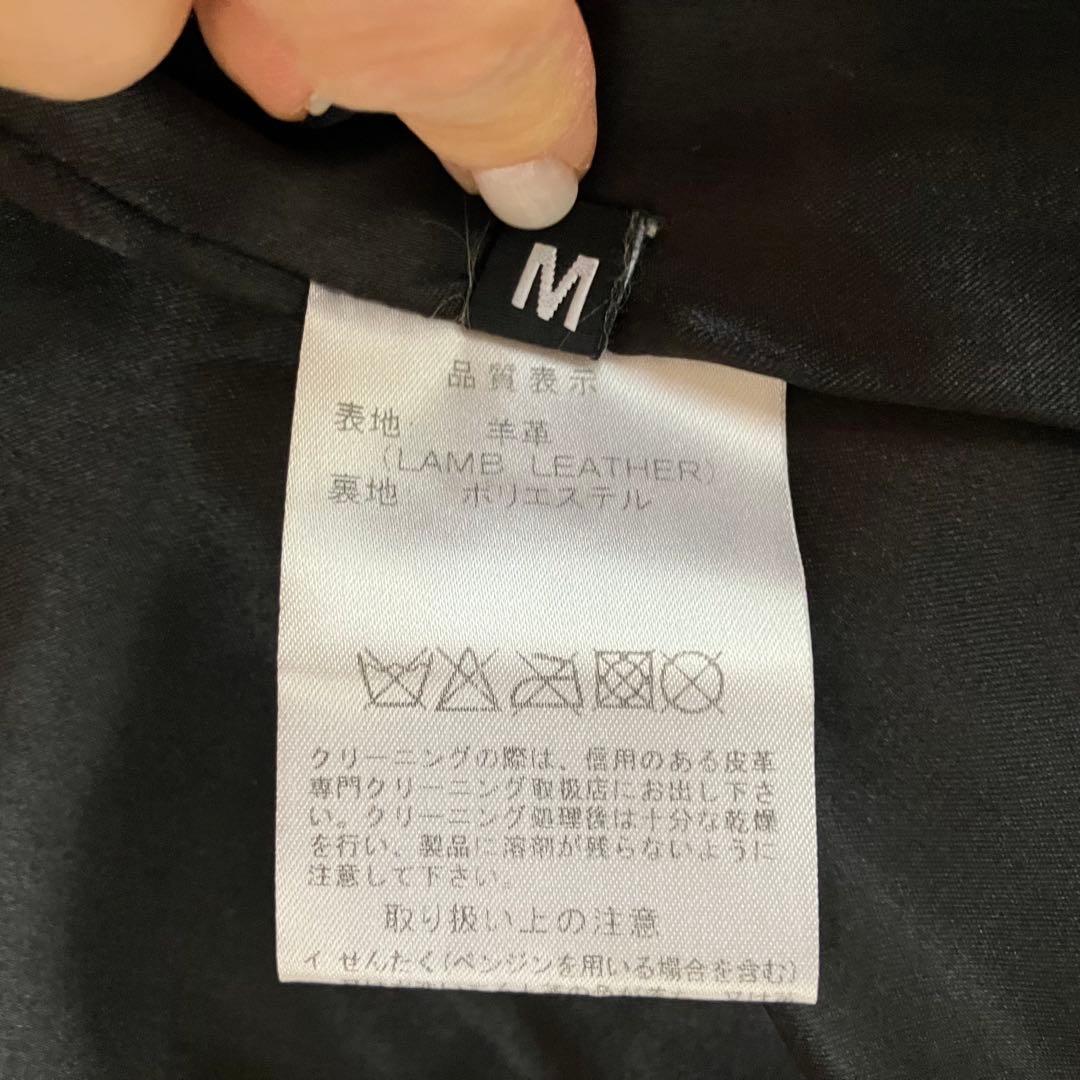 M
品質表示
表地 羊革
(LAMB LEATHER)
裏地 ポリエステル
クリーニングの際は、信用のある皮革
専門クリーニング取扱店にお出し下さ
い。クリーニング処理後は十分な乾燥
を行い、製品に溶剤が残らないように
注意して下さい。
取り扱い上の注意
イ せんたく(ベンジンを用いる場合を含む)